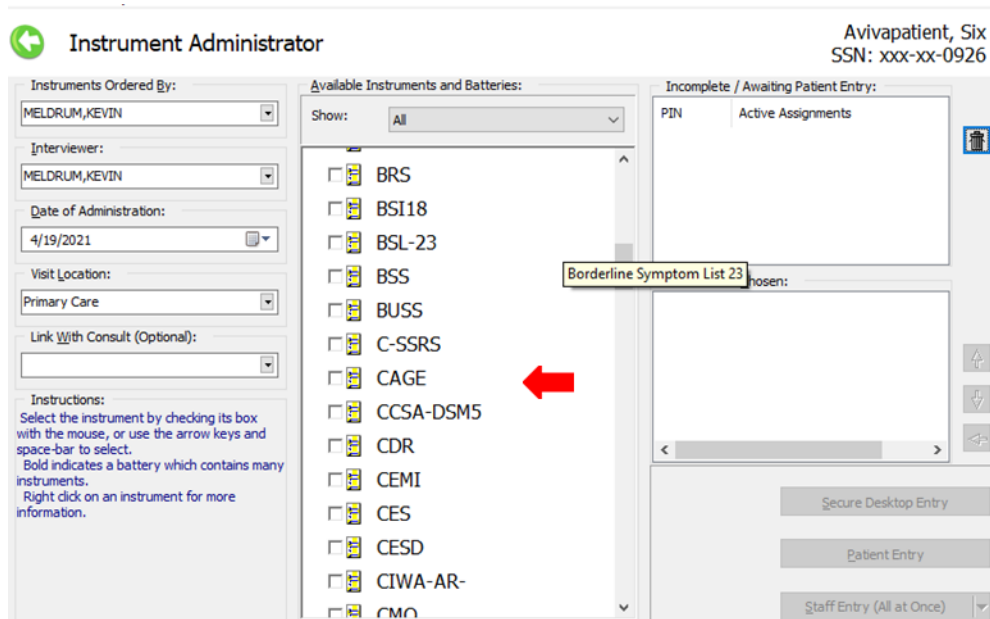 Instrument Administrator
Avivapatient, Six
SSN: xxx-xx-0926
Instruments Ordered By:
MELDRUM,KEVIN
Interviewer:
MELDRUM,KEVIN
Date of Administration:
4/19/2021
Visit Location:
Primary Care
Link With Consult (Optional):
Instructions:
Select the instrument by checking its box
with the mouse, or use the arrow keys and
space-bar to select.
Bold indicates a battery which contains many
instruments.
Right click on an instrument for more
information.
Available Instruments and Batteries:
Show: All
BRS
BSI18
BSL-23
BSS
BUSS
C-SSRS
CAGE
CCSA-DSM5
CDR
CEMI
CES
CESD
CIWA-AR-
CMQ
Borderline Symptom List 23
Incomplete / Awaiting Patient Entry:
PIN Active Assignments
hosen:
Secure Desktop Entry
Patient Entry
Staff Entry (All at Once)